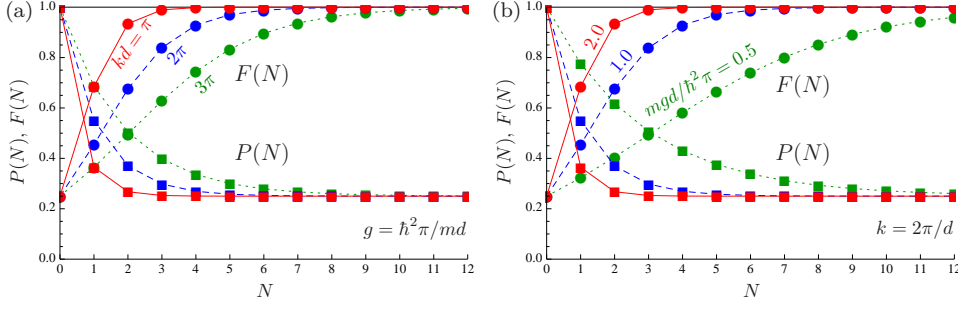 (a)
P(N), F(N)
1.0
0.8
0.6
0.4
0.2
0.0
kd = π
2π
3π
F(N)
P(N)
g = ℏ²π/md
0 1 2 3 4 5 6 7 8 9 10 11 12
N
(b)
P(N), F(N)
1.0
0.8
0.6
0.4
0.2
0.0
2.0
1.0
mgd/ℏ²π = 0.5
F(N)
P(N)
k = 2π/d
0 1 2 3 4 5 6 7 8 9 10 11 12
N